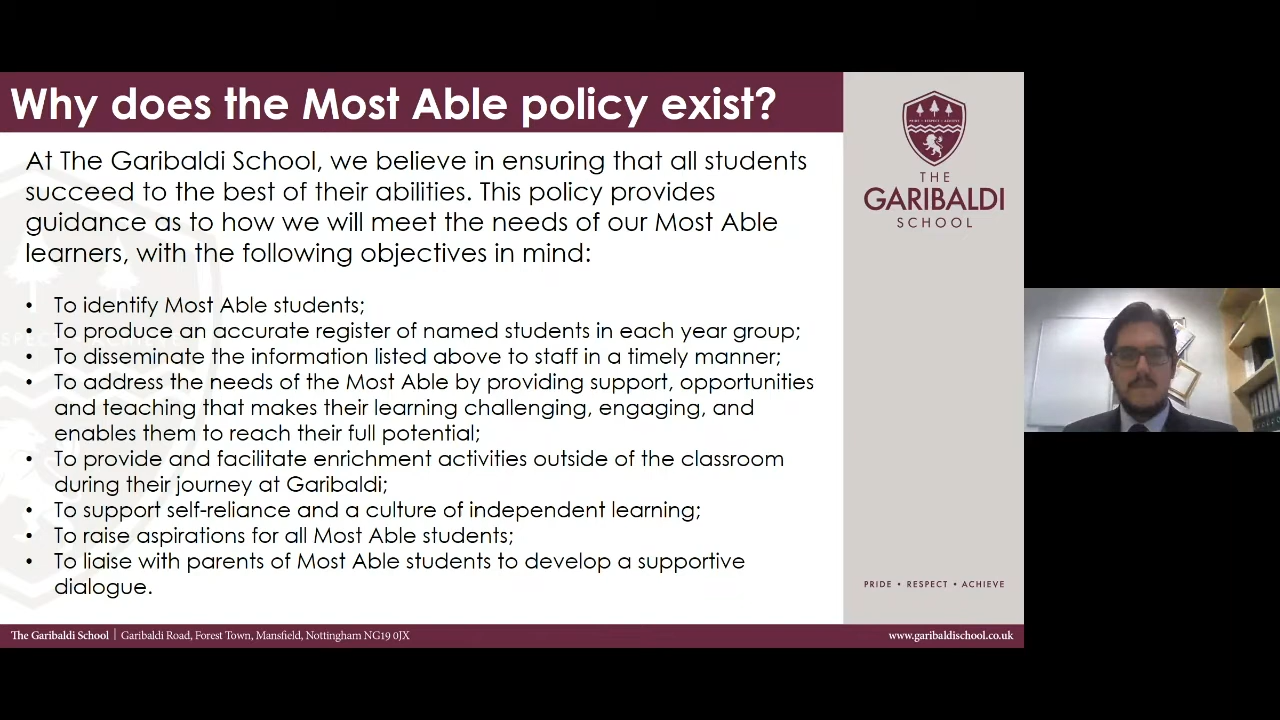 Why does the Most Able policy exist?
At The Garibaldi School, we believe in ensuring that all students
succeed to the best of their abilities. This policy provides
guidance as to how we will meet the needs of our Most Able
learners, with the following objectives in mind:
• To identify Most Able students;
• To produce an accurate register of named students in each year group;
• To disseminate the information listed above to staff in a timely manner;
• To address the needs of the Most Able by providing support, opportunities
and teaching that makes their learning challenging, engaging, and
enables them to reach their full potential;
• To provide and facilitate enrichment activities outside of the classroom
during their journey at Garibaldi;
• To support self-reliance and a culture of independent learning;
• To raise aspirations for all Most Able students;
• To liaise with parents of Most Able students to develop a supportive
dialogue.
PRIDE • RESPECT • ACHIEVE
THE
GARIBALDI
SCHOOL
PRIDE • RESPECT • ACHIEVE
The Garibaldi School | Garibaldi Road, Forest Town, Mansfield, Nottingham NG19 0JX
www.garibaldischool.co.uk